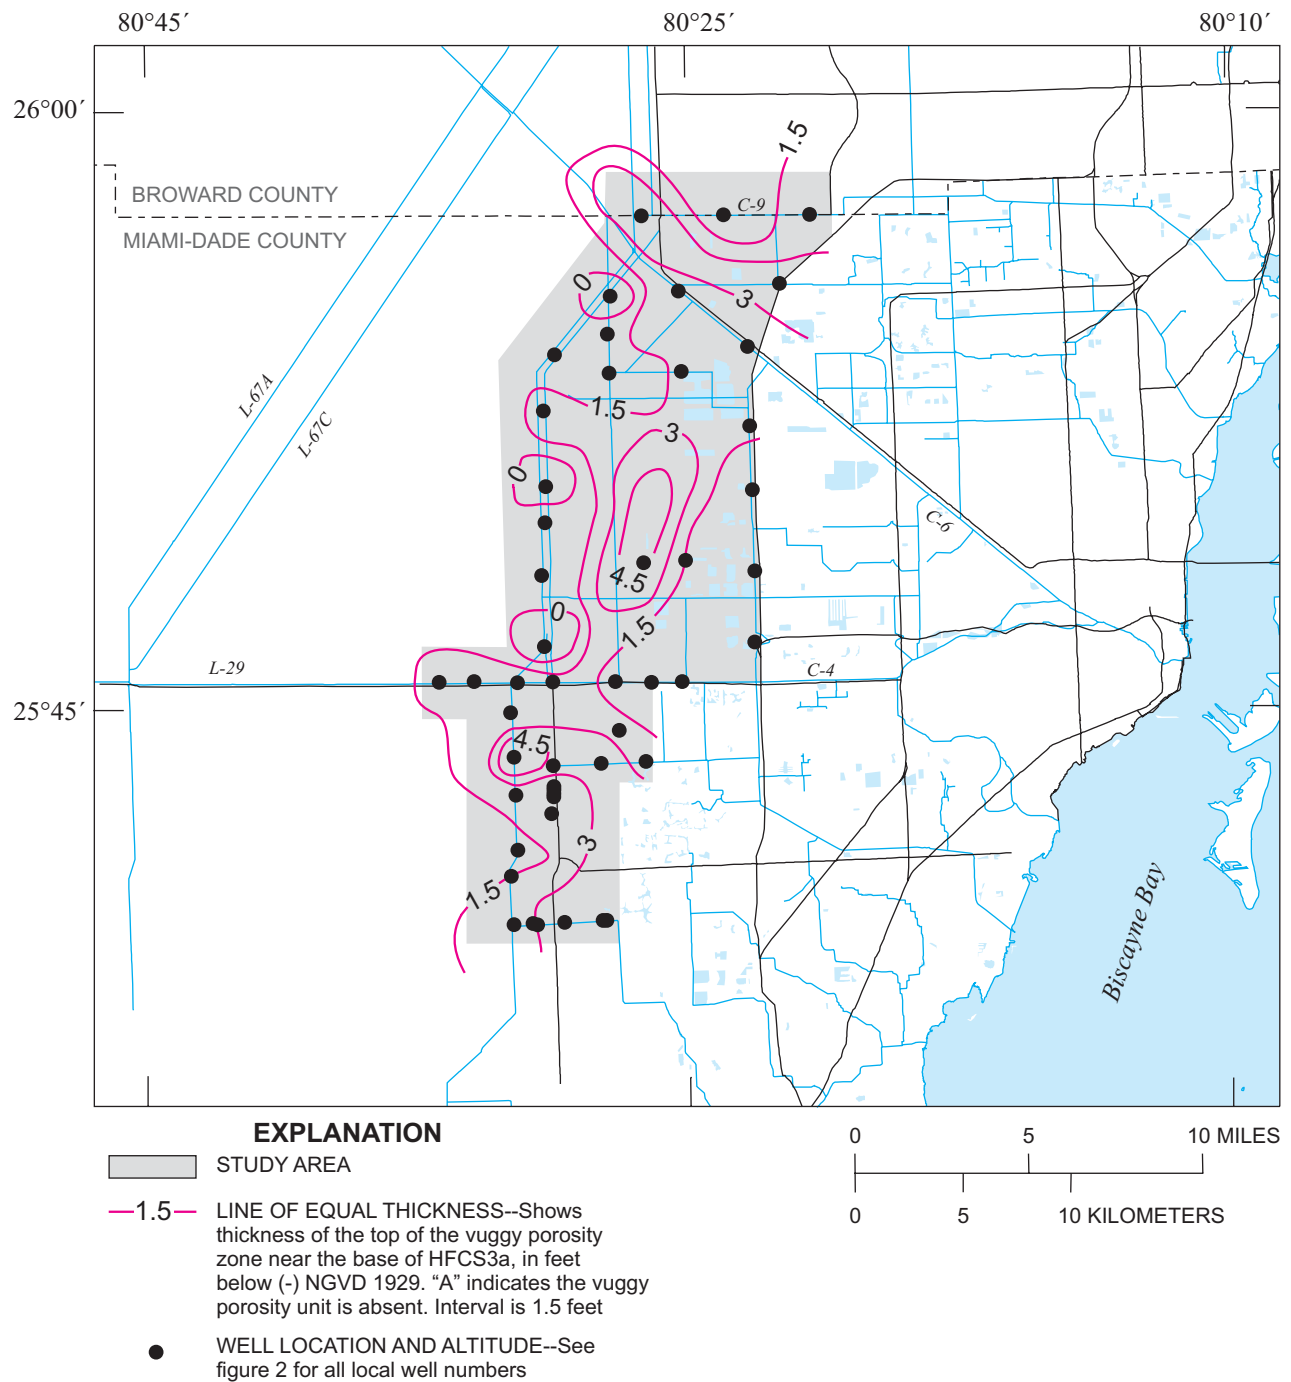 80°45´
80°25´
80°10´
26°00´
1.5
BROWARD COUNTY
C-9
MIAMI-DADE COUNTY
0
3
L-67A
1.5
L-67C
3
0
C-6
4.5
0
1.5
L-29
C-4
25°45´
4.5
3
1.5
Biscayne Bay
EXPLANATION
STUDY AREA
1.5
LINE OF EQUAL THICKNESS--Shows
thickness of the top of the vuggy porosity
zone near the base of HFCS3a, in feet
below (-) NGVD 1929. “A” indicates the vuggy
porosity unit is absent. Interval is 1.5 feet
WELL LOCATION AND ALTITUDE--See
figure 2 for all local well numbers
0 5 10 MILES
0 5 10 KILOMETERS